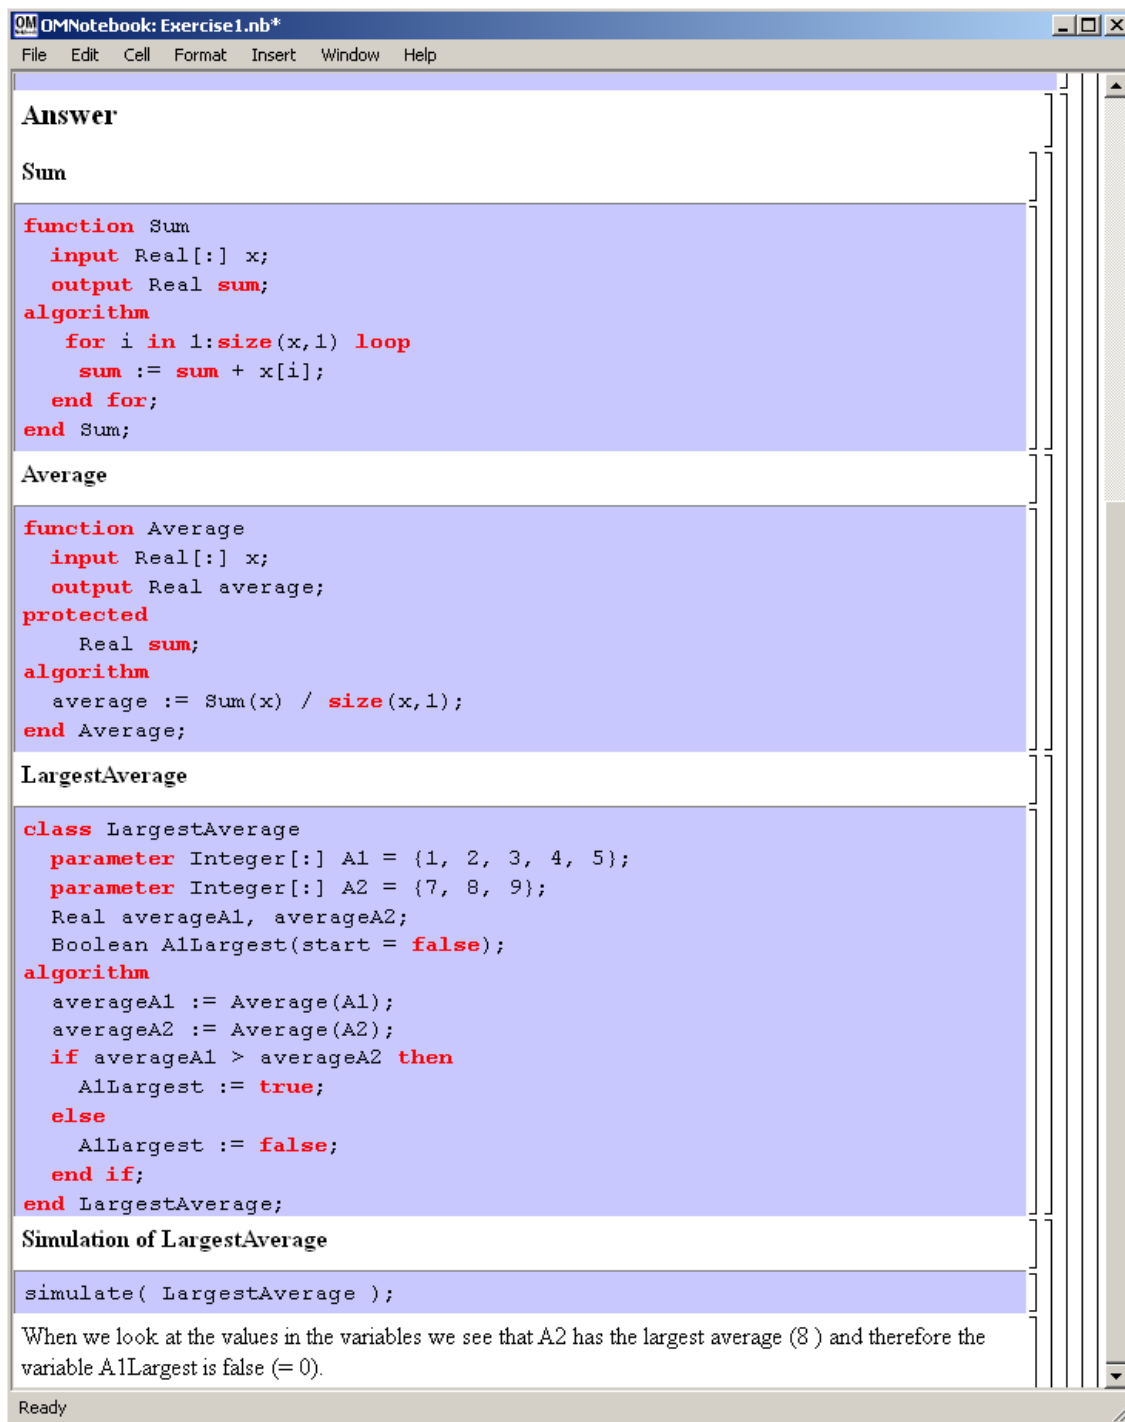 OMNotebook: Exercise1.nb*
File Edit Cell Format Insert Window Help
Answer
Sum
function Sum
  input Real[:] x;
  output Real sum;
algorithm
   for i in 1:size(x,1) loop
    sum := sum + x[i];
  end for;
end Sum;
Average
function Average
  input Real[:] x;
  output Real average;
protected
    Real sum;
algorithm
  average := Sum(x) / size(x,1);
end Average;
LargestAverage
class LargestAverage
  parameter Integer[:] A1 = {1, 2, 3, 4, 5};
  parameter Integer[:] A2 = {7, 8, 9};
  Real averageA1, averageA2;
  Boolean A1Largest(start = false);
algorithm
  averageA1 := Average(A1);
  averageA2 := Average(A2);
  if averageA1 > averageA2 then
    A1Largest := true;
  else
    A1Largest := false;
  end if;
end LargestAverage;
Simulation of LargestAverage
simulate( LargestAverage );
When we look at the values in the variables we see that A2 has the largest average (8 ) and therefore the
variable A1Largest is false (= 0).
Ready